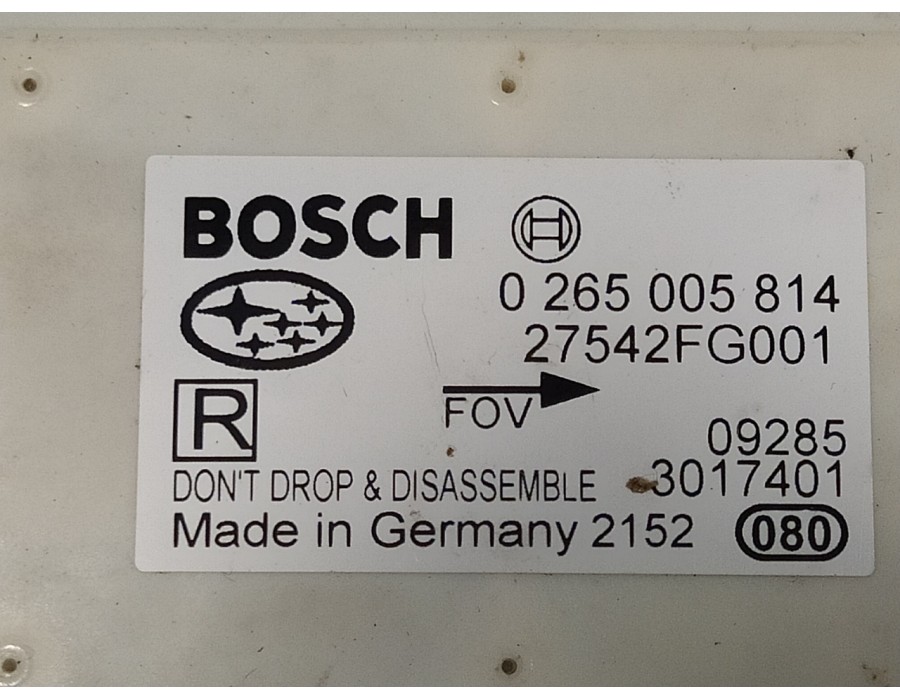 BOSCH
0 265 005 814
27542FG001
R
FOV
09285
3017401
DON'T DROP & DISASSEMBLE
Made in Germany 2152
080